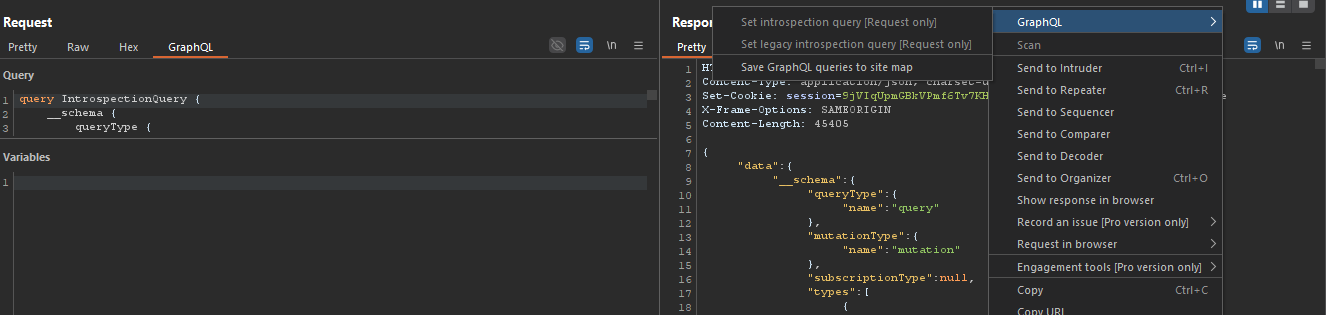 Request
Pretty Raw Hex GraphQL \n
Query
1 query IntrospectionQuery {
2 __schema {
3 queryType {
Variables
1
Respon
Pretty
\n
1 HT
2 Content-Type: application/json; charset=u
3 Set-Cookie: session=9jVIqUpmGBkVPmf6Tv7KH
4 X-Frame-Options: SAMEORIGIN
5 Content-Length: 45405
6
7 {
8 "data":{
9 "__schema":{
10 "queryType":{
11 "name":"query"
12 },
13 "mutationType":{
14 "name":"mutation"
15 },
16 "subscriptionType":null,
17 "types":[
18 {
Set introspection query [Request only]
Set legacy introspection query [Request only]
Save GraphQL queries to site map
GraphQL
Scan
Send to Intruder Ctrl+I
Send to Repeater Ctrl+R
Send to Sequencer
Send to Comparer
Send to Decoder
Send to Organizer Ctrl+O
Show response in browser
Record an issue [Pro version only]
Request in browser
Engagement tools [Pro version only]
Copy Ctrl+C
Copy URL